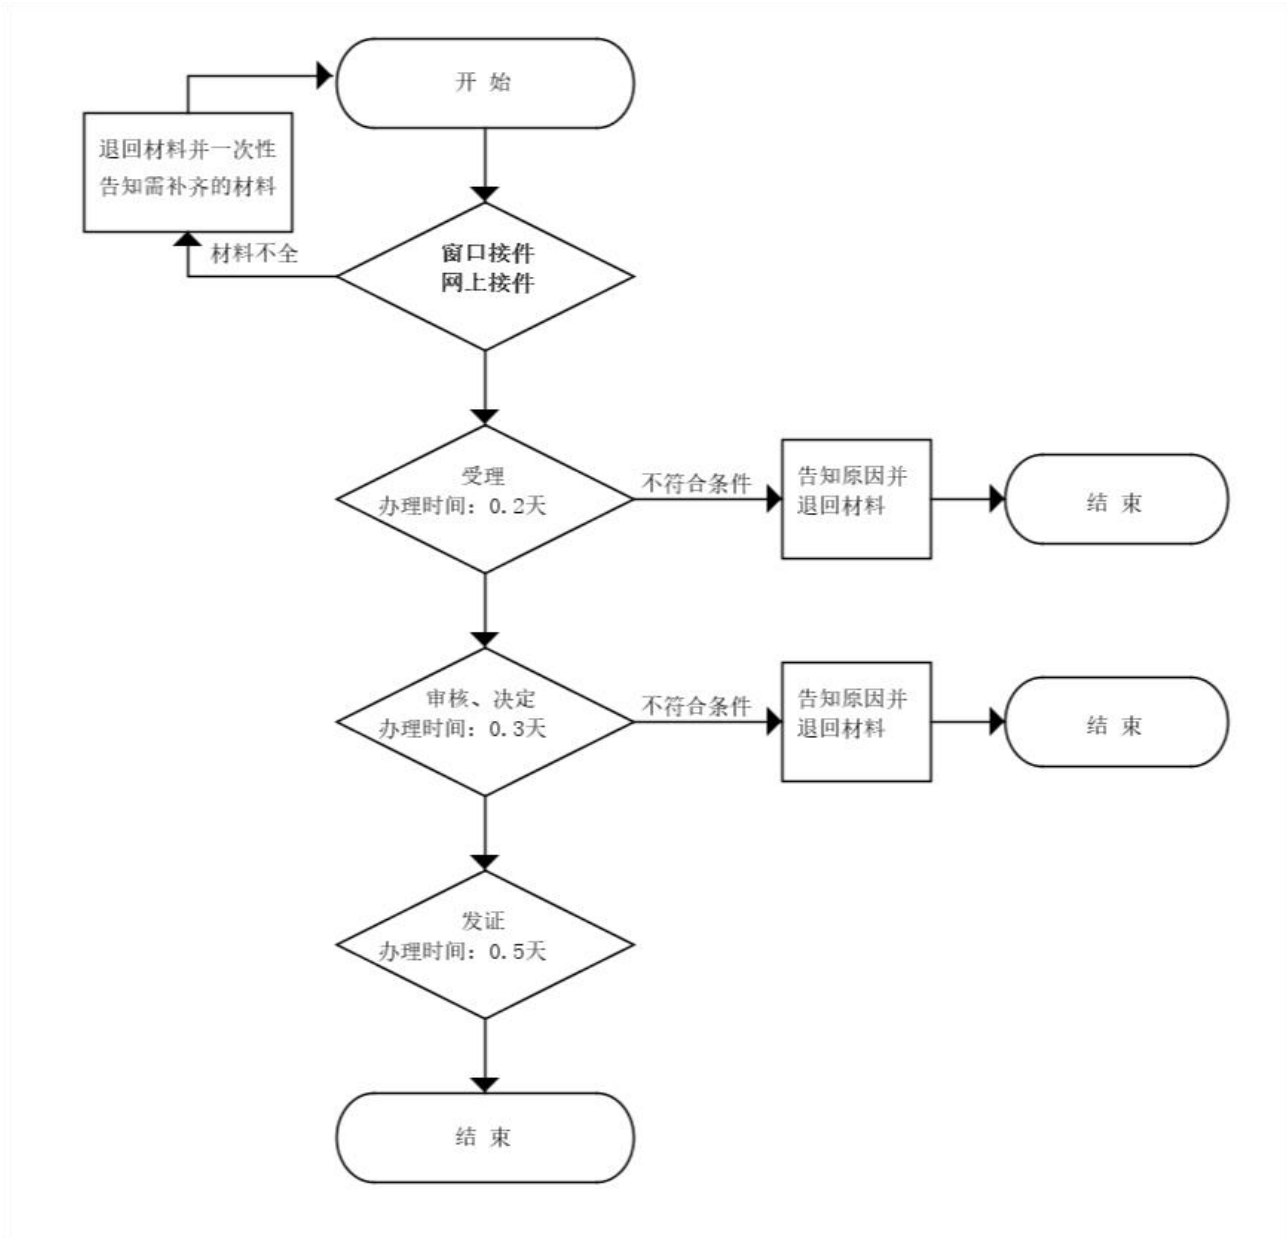 开 始
退回材料并一次性
告知需补齐的材料
材料不全
窗口接件
网上接件
受理
办理时间：0.2天
不符合条件
告知原因并
退回材料
结 束
审核、决定
办理时间：0.3天
不符合条件
告知原因并
退回材料
结 束
发证
办理时间：0.5天
结 束